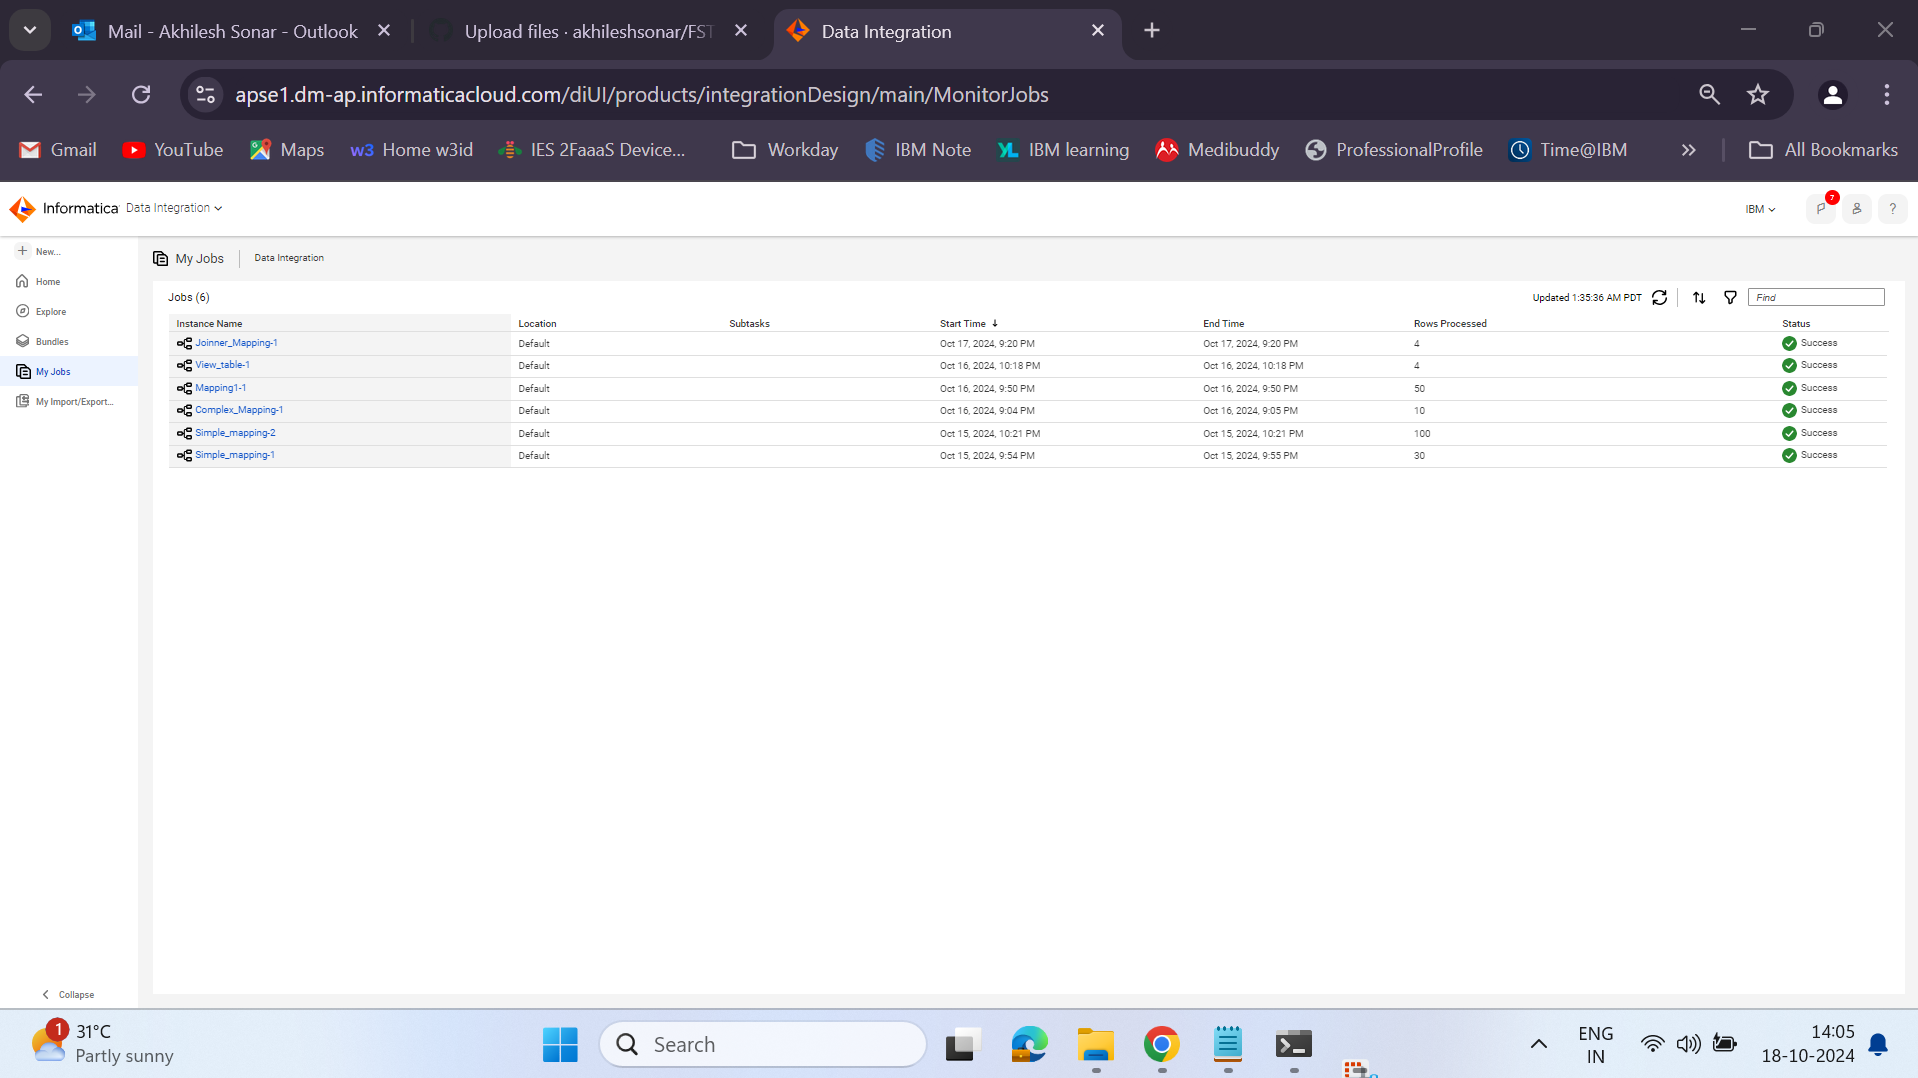 Mail - Akhilesh Sonar - Outlook
Upload files · akhileshsonar/FST
Data Integration
apse1.dm-ap.informaticacloud.com/diUI/products/integrationDesign/main/MonitorJobs
Gmail YouTube Maps w3 Home w3id IES 2FaaaS Device... Workday IBM Note YL IBM learning Medibuddy ProfessionalProfile Time@IBM » All Bookmarks
Informatica Data Integration IBM 7 ?
New...
Home
Explore
Bundles
My Jobs
My Import/Export...
Collapse
My Jobs Data Integration
Jobs (6) Updated 1:35:36 AM PDT Find
Instance Name Location Subtasks Start Time ↓ End Time Rows Processed Status
Joinner_Mapping-1 Default Oct 17, 2024, 9:20 PM Oct 17, 2024, 9:20 PM 4 Success
View_table-1 Default Oct 16, 2024, 10:18 PM Oct 16, 2024, 10:18 PM 4 Success
Mapping1-1 Default Oct 16, 2024, 9:50 PM Oct 16, 2024, 9:50 PM 50 Success
Complex_Mapping-1 Default Oct 16, 2024, 9:04 PM Oct 16, 2024, 9:05 PM 10 Success
Simple_mapping-2 Default Oct 15, 2024, 10:21 PM Oct 15, 2024, 10:21 PM 100 Success
Simple_mapping-1 Default Oct 15, 2024, 9:54 PM Oct 15, 2024, 9:55 PM 30 Success
1 31°C
Partly sunny
Search
ENG
IN
14:05
18-10-2024